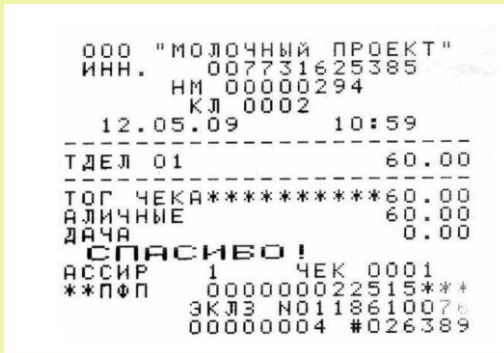 ООО "МОЛОЧНЫЙ ПРОЕКТ"
ИНН. 007731625385
НМ 00000294
КЛ 0002
12.05.09 10:59
ТДЕЛ 01 60.00
ТОГ ЧЕКА**********60.00
АЛИЧНЫЕ 60.00
ДАЧА 0.00
СПАСИБО!
АССИР 1 ЧЕК 0001
**ПФП 000000022515***
ЭКЛЗ N0118610076
00000004 #026389